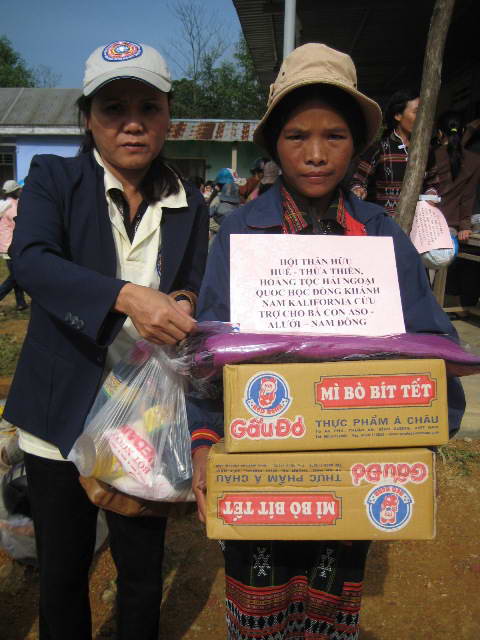 HỘI THÂN HỮU
HUẾ - THỪA THIÊN,
HOÀNG TỘC HẢI NGOẠI
QUỐC HỌC ĐỒNG KHÁNH
NAM KALIFORNIA CỨU
TRỢ CHO BÀ CON ASO -
ALƯỚI - NAM ĐÔNG
Gấu Đỏ
MÌ BÒ BÍT TẾT
THỰC PHẨM Á CHÂU
Gấu Đỏ
THỰC PHẨM Á CHÂU
MÌ BÒ BÍT TẾT